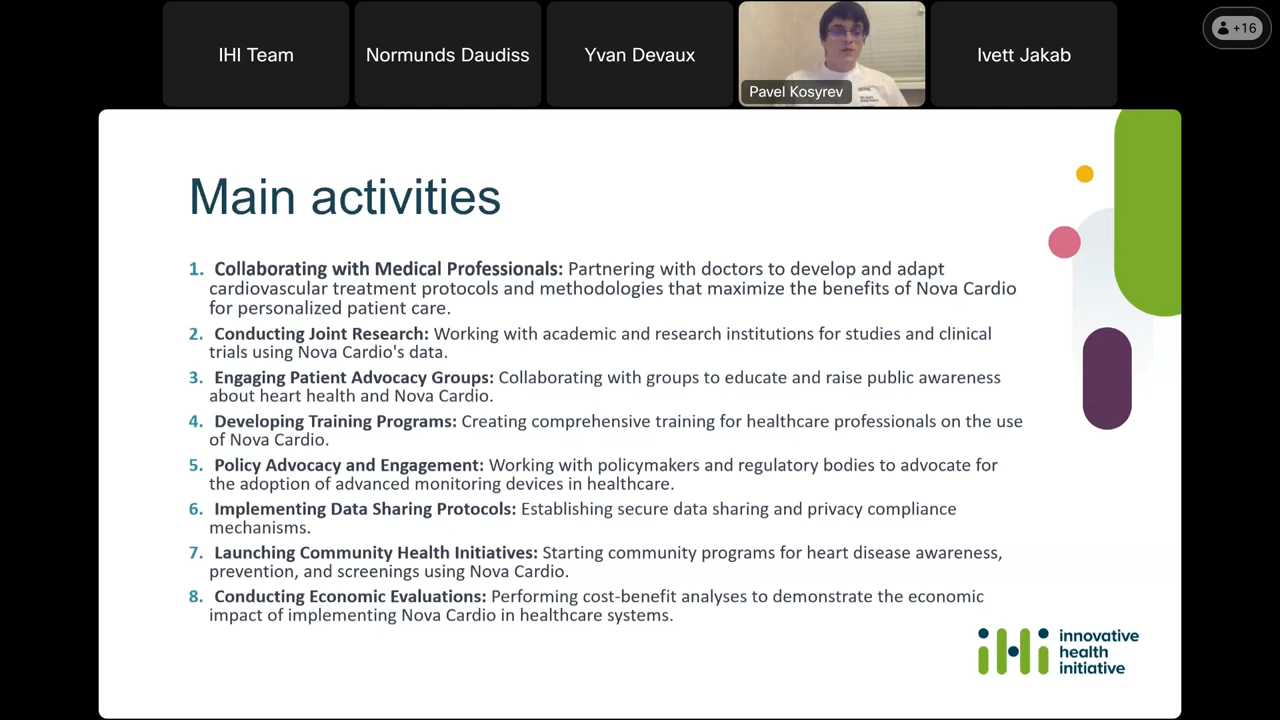 IHI Team
Normunds Daudiss
Yvan Devaux
Pavel Kosyrev
Ivett Jakab
+16
Main activities
1. Collaborating with Medical Professionals: Partnering with doctors to develop and adapt
cardiovascular treatment protocols and methodologies that maximize the benefits of Nova Cardio
for personalized patient care.
2. Conducting Joint Research: Working with academic and research institutions for studies and clinical
trials using Nova Cardio's data.
3. Engaging Patient Advocacy Groups: Collaborating with groups to educate and raise public awareness
about heart health and Nova Cardio.
4. Developing Training Programs: Creating comprehensive training for healthcare professionals on the use
of Nova Cardio.
5. Policy Advocacy and Engagement: Working with policymakers and regulatory bodies to advocate for
the adoption of advanced monitoring devices in healthcare.
6. Implementing Data Sharing Protocols: Establishing secure data sharing and privacy compliance
mechanisms.
7. Launching Community Health Initiatives: Starting community programs for heart disease awareness,
prevention, and screenings using Nova Cardio.
8. Conducting Economic Evaluations: Performing cost-benefit analyses to demonstrate the economic
impact of implementing Nova Cardio in healthcare systems.
iHi
innovative
health
initiative